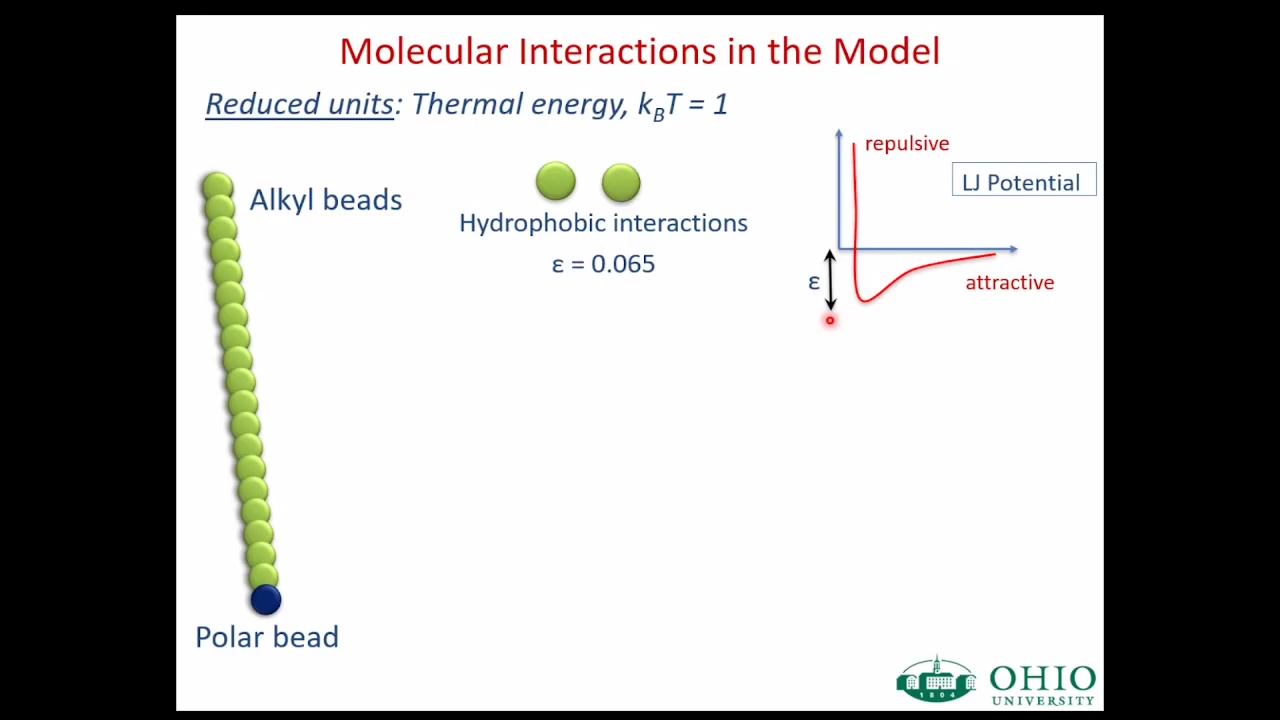 Molecular Interactions in the Model
Reduced units: Thermal energy, kBT = 1
repulsive
LJ Potential
Alkyl beads
Hydrophobic interactions
ε = 0.065
ε
attractive
Polar bead
1804
OHIO
UNIVERSITY